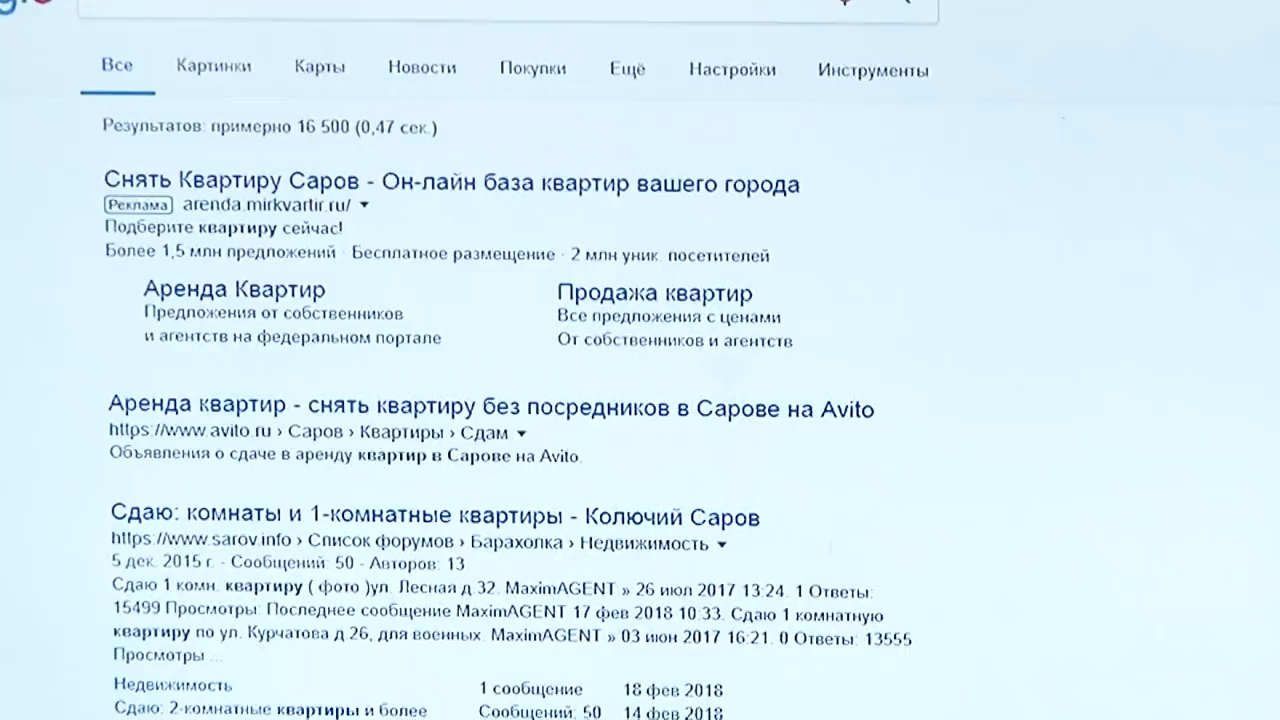 Все Картинки Карты Новости Покупки Ещё Настройки Инструменты
Результатов: примерно 16 500 (0,47 сек.)
Снять Квартиру Саров - Он-лайн база квартир вашего города
Реклама arenda.mirkvartir.ru/
Подберите квартиру сейчас!
Более 1,5 млн предложений · Бесплатное размещение · 2 млн уник. посетителей
Аренда Квартир Продажа квартир
Предложения от собственников Все предложения с ценами
и агентств на федеральном портале От собственников и агентств
Аренда квартир - снять квартиру без посредников в Сарове на Avito
https://www.avito.ru › Саров › Квартиры › Сдам
Объявления о сдаче в аренду квартир в Сарове на Avito.
Сдаю: комнаты и 1-комнатные квартиры - Колючий Саров
https://www.sarov.info › Список форумов › Барахолка › Недвижимость
5 дек. 2015 г. - Сообщений: 50 - Авторов: 13
Сдаю 1 комн. квартиру ( фото )ул. Лесная д.32. MaximAGENT » 26 июл 2017 13:24. 1 Ответы:
15499 Просмотры: Последнее сообщение MaximAGENT 17 фев 2018 10:33. Сдаю 1 комнатную
квартиру по ул. Курчатова д.26, для военных. MaximAGENT » 03 июн 2017 16:21. 0 Ответы: 13555
Просмотры ...
Недвижимость 1 сообщение 18 фев 2018
Сдаю: 2-комнатные квартиры и более Сообщений: 50 14 фев 2018